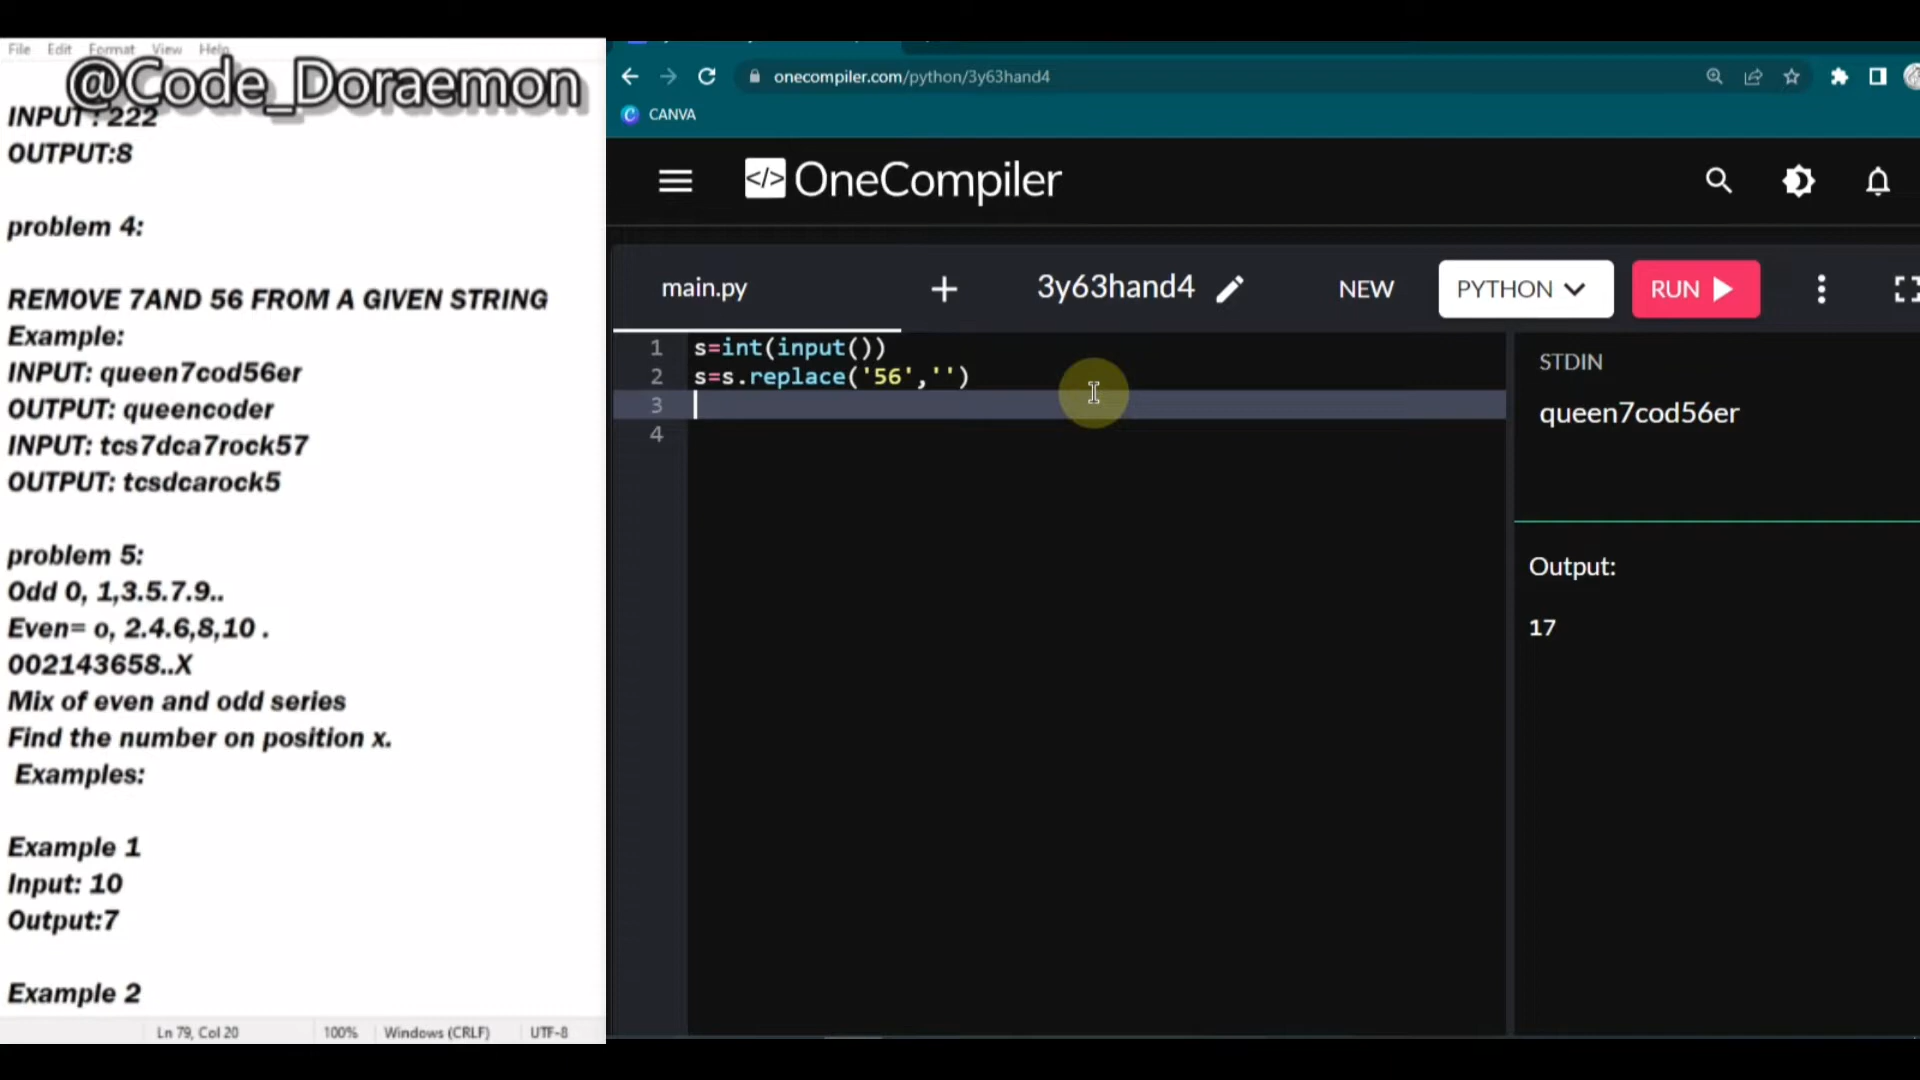 File Edit Format View Help
@Code_Doraemon
INPUT : 222
OUTPUT:8
problem 4:
REMOVE 7AND 56 FROM A GIVEN STRING
Example:
INPUT: queen7cod56er
OUTPUT: queencoder
INPUT: tcs7dca7rock57
OUTPUT: tcsdcarock5
problem 5:
Odd 0, 1,3.5.7.9..
Even= o, 2.4.6,8,10 .
002143658..X
Mix of even and odd series
Find the number on position x.
Examples:
Example 1
Input: 10
Output:7
Example 2
Ln 79, Col 20 100% Windows (CRLF) UTF-8
onecompiler.com/python/3y63hand4
CANVA
</> OneCompiler
main.py + 3y63hand4 NEW PYTHON RUN
1 s=int(input())
2 s=s.replace('56','')
3
4
STDIN
queen7cod56er
Output:
17